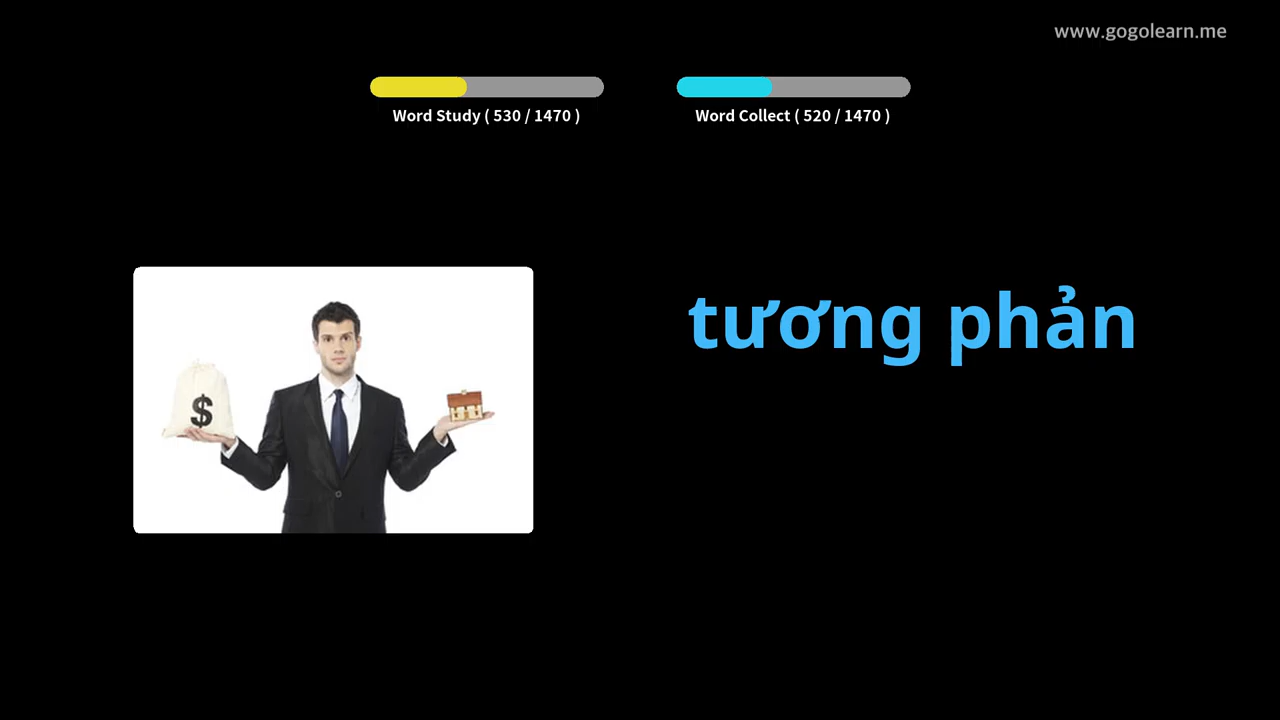 www.gogolearn.me
Word Study ( 530 / 1470 )
Word Collect ( 520 / 1470 )
tương phản
$